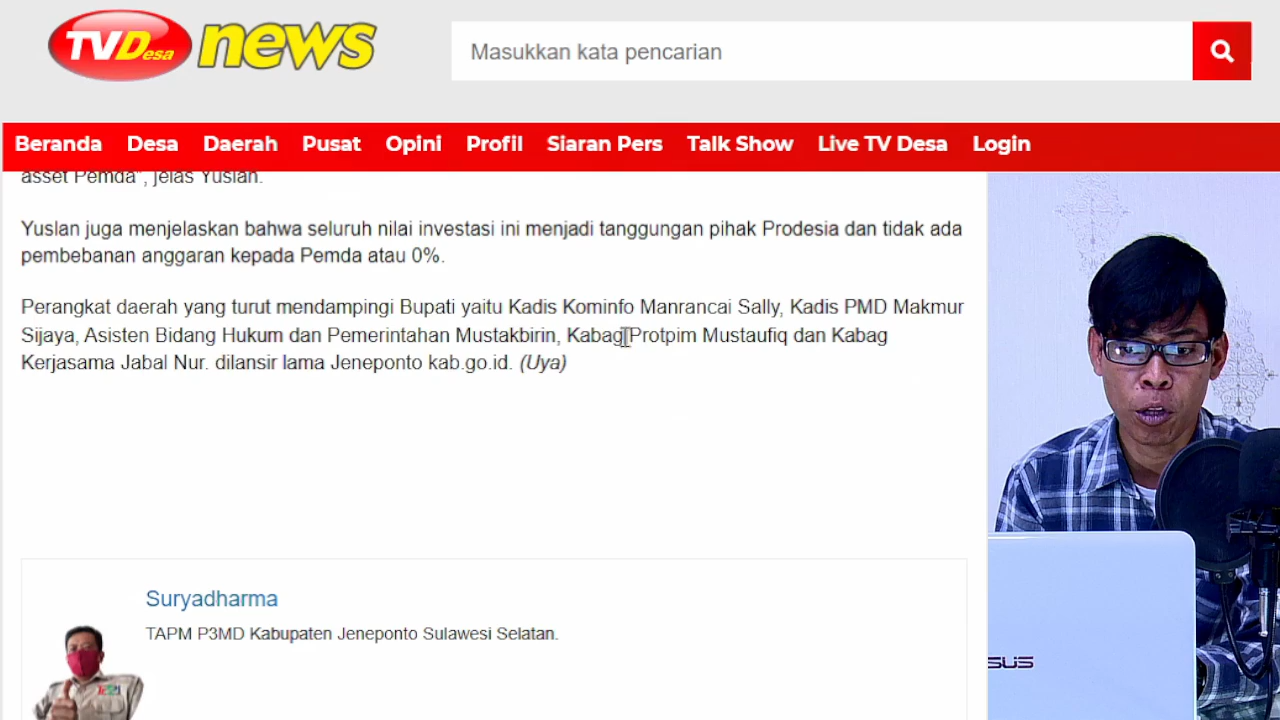 TVDesa news
Masukkan kata pencarian
Beranda Desa Daerah Pusat Opini Profil Siaran Pers Talk Show Live TV Desa Login
asset Pemda", jelas Yuslan.
Yuslan juga menjelaskan bahwa seluruh nilai investasi ini menjadi tanggungan pihak Prodesia dan tidak ada
pembebanan anggaran kepada Pemda atau 0%.
Perangkat daerah yang turut mendampingi Bupati yaitu Kadis Kominfo Manrancai Sally, Kadis PMD Makmur
Sijaya, Asisten Bidang Hukum dan Pemerintahan Mustakbirin, Kabag Protpim Mustaufiq dan Kabag
Kerjasama Jabal Nur. dilansir lama Jeneponto kab.go.id. (Uya)
Suryadharma
TAPM P3MD Kabupaten Jeneponto Sulawesi Selatan.
SUS